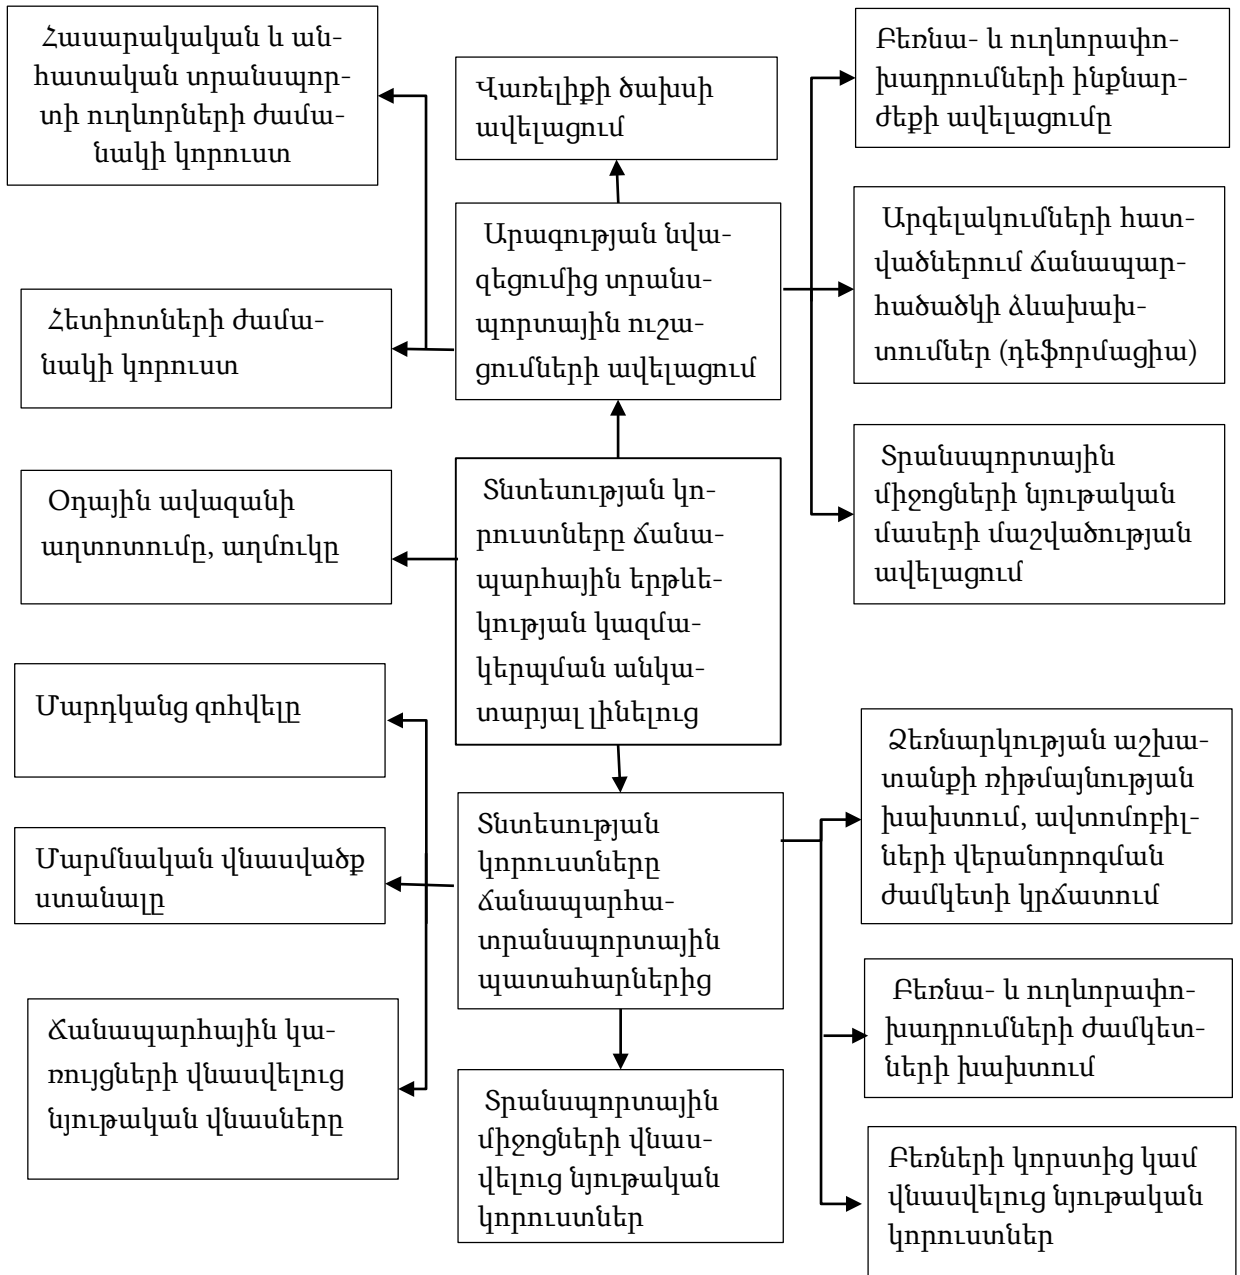 Հասարակական և ան-
հատական տրանսպոր-
տի ուղևորների ժամա-
նակի կորուստ
Վառելիքի ծախսի
ավելացում
Բեռնա- և ուղևորափո-
խադրումների ինքնար-
ժեքի ավելացումը
Արագության նվա-
զեցումից տրանս-
պորտային ուշա-
ցումների ավելացում
Արգելակումների հատ-
վածներում ճանապար-
հածածկի ձևախախ-
տումներ (դեֆորմացիա)
Հետիոտների ժամա-
նակի կորուստ
Տրանսպորտային
միջոցների նյութական
մասերի մաշվածության
ավելացում
Օդային ավազանի
աղտոտումը, աղմուկը
Տնտեսության կո-
րուստները ճանա-
պարհային երթևե-
կության կազմա-
կերպման անկա-
տարյալ լինելուց
Մարդկանց զոհվելը
Ձեռնարկության աշխա-
տանքի ռիթմայնության
խախտում, ավտոմոբիլ-
ների վերանորոգման
ժամկետի կրճատում
Մարմնական վնասվածք
ստանալը
Տնտեսության
կորուստները
ճանապարհա-
տրանսպորտային
պատահարներից
Բեռնա- և ուղևորափո-
խադրումների ժամկետ-
ների խախտում
Ճանապարհային կա-
ռույցների վնասվելուց
նյութական վնասները
Տրանսպորտային
միջոցների վնաս-
վելուց նյութական
կորուստներ
Բեռների կորստից կամ
վնասվելուց նյութական
կորուստներ